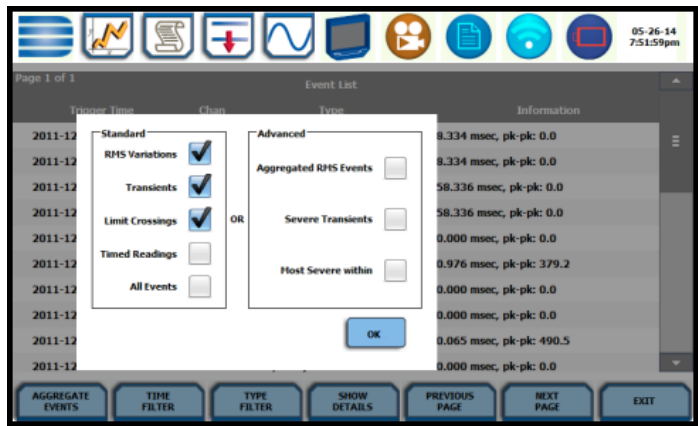 05-26-14
7:51:59pm
Page 1 of 1
Event List
Trigger Time Chan Type Information
2011-12 8.334 msec, pk-pk: 0.0
2011-12 8.334 msec, pk-pk: 0.0
2011-12 58.336 msec, pk-pk: 0.0
2011-12 58.336 msec, pk-pk: 0.0
2011-12 0.000 msec, pk-pk: 0.0
2011-12 0.976 msec, pk-pk: 379.2
2011-12 0.000 msec, pk-pk: 0.0
2011-12 0.000 msec, pk-pk: 0.0
2011-12 0.065 msec, pk-pk: 490.5
2011-12 0.000 msec, pk-pk: 0.0
Standard
RMS Variations
Transients
Limit Crossings
Timed Readings
All Events
OR
Advanced
Aggregated RMS Events
Severe Transients
Most Severe within
OK
AGGREGATE EVENTS
TIME FILTER
TYPE FILTER
SHOW DETAILS
PREVIOUS PAGE
NEXT PAGE
EXIT